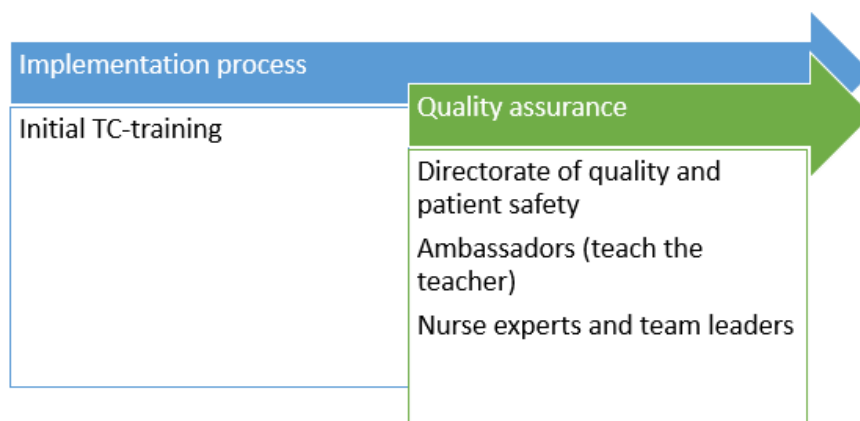 Implementation process
Initial TC-training
Quality assurance
Directorate of quality and
patient safety
Ambassadors (teach the
teacher)
Nurse experts and team leaders